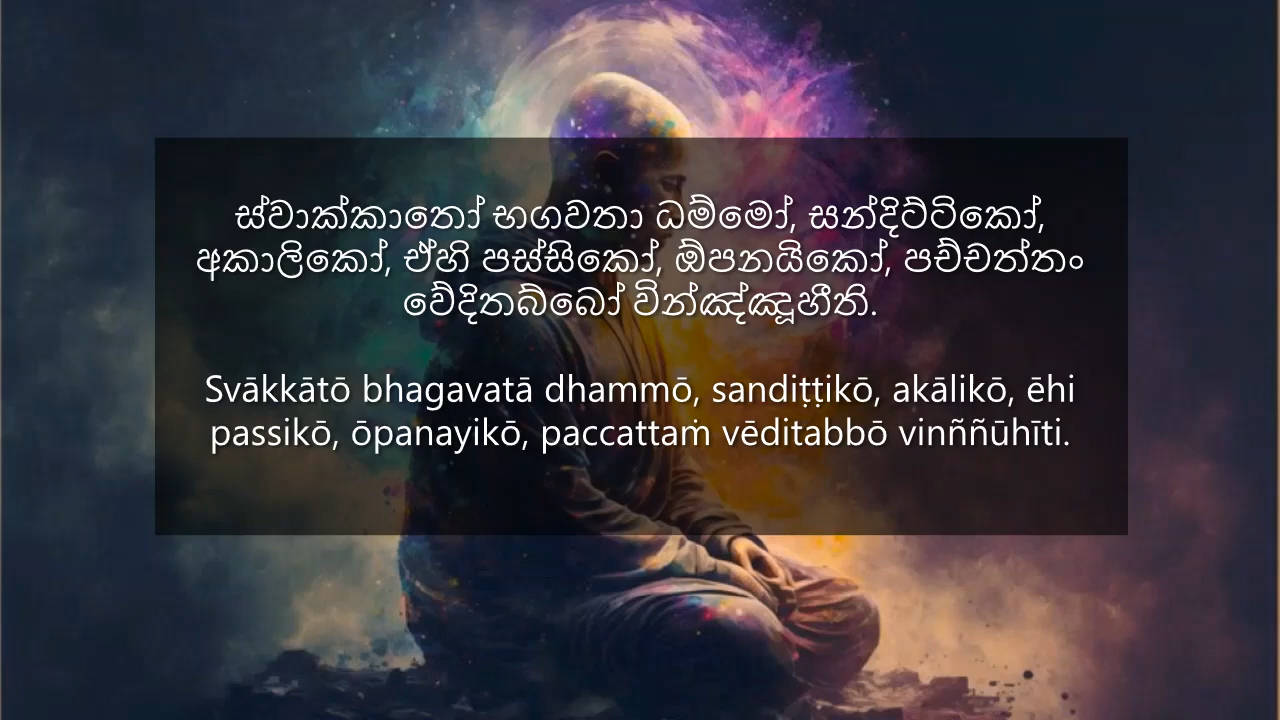 ස්වාක්කාතෝ භගවතා ධම්මෝ, සන්දිට්ටිකෝ,
අකාලිකෝ, ඒහි පස්සිකෝ, ඕපනයිකෝ, පච්චත්තං
වේදිතබ්බෝ වින්ඤ්ඤූහීති.
Svākkātō bhagavatā dhammō, sandiṭṭikō, akālikō, ēhi
passikō, ōpanayikō, paccattaṁ vēditabbō vinññūhīti.